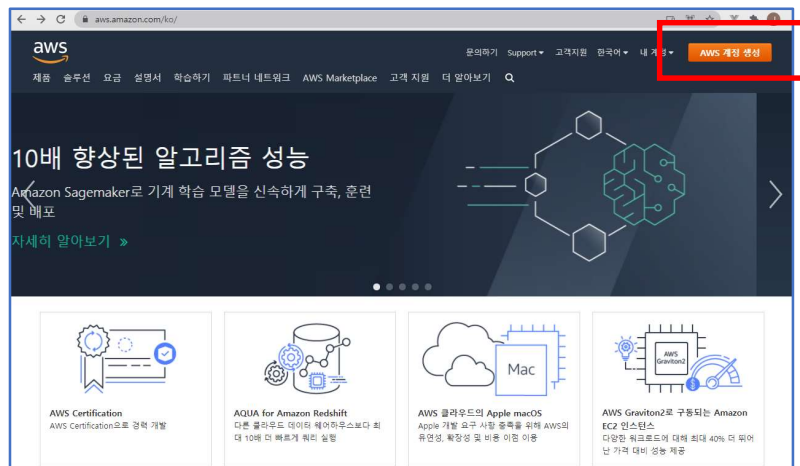 aws.amazon.com/ko/
aws
문의하기 Support 고객지원 한국어 내 계정 AWS 계정 생성
제품 솔루션 요금 설명서 학습하기 파트너 네트워크 AWS Marketplace 고객 지원 더 알아보기
10배 향상된 알고리즘 성능
Amazon Sagemaker로 기계 학습 모델을 신속하게 구축, 훈련
및 배포
자세히 알아보기 »
Mac
AWS
Graviton2
AWS Certification
AWS Certification으로 경력 개발
AQUA for Amazon Redshift
다른 클라우드 데이터 웨어하우스보다 최
대 10배 더 빠르게 쿼리 실행
AWS 클라우드의 Apple macOS
Apple 개발 요구 사항 충족을 위해 AWS의
유연성, 확장성 및 비용 이점 이용
AWS Graviton2로 구동되는 Amazon
EC2 인스턴스
다양한 워크로드에 대해 최대 40% 더 뛰어
난 가격 대비 성능 제공